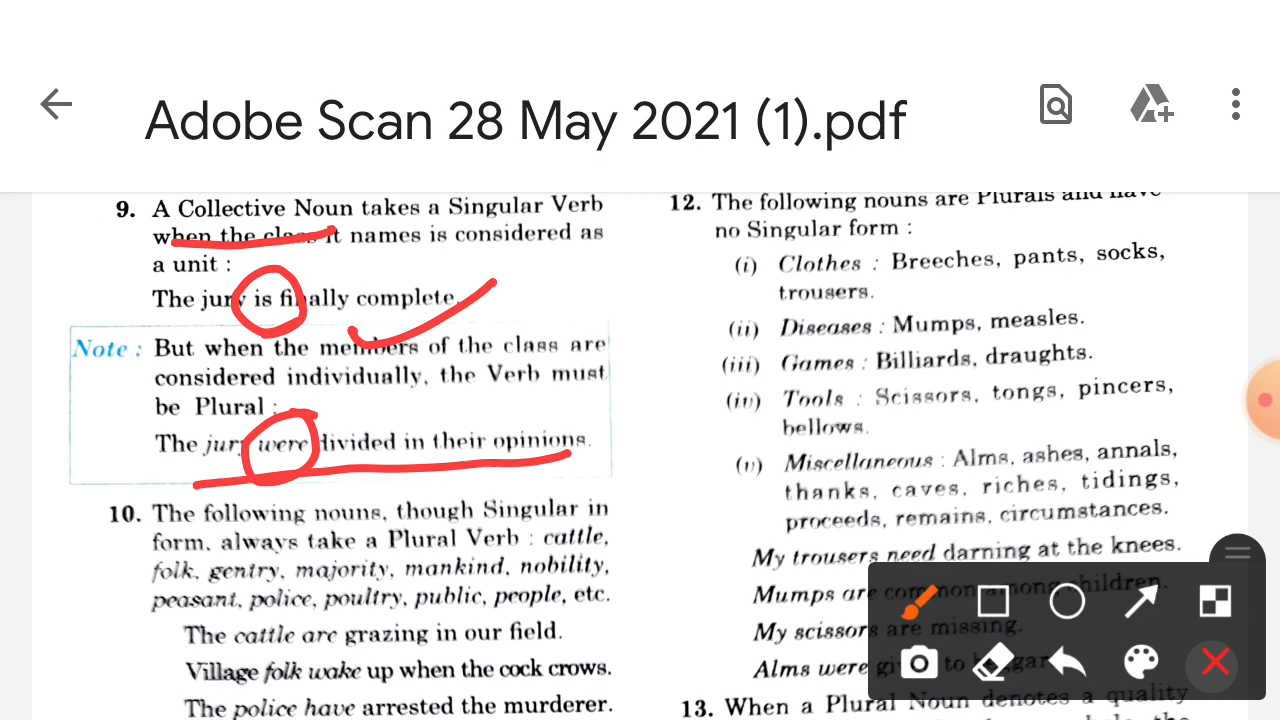 Adobe Scan 28 May 2021 (1).pdf
9. A Collective Noun takes a Singular Verb
when the class it names is considered as
a unit :
The jury is finally complete.
Note : But when the members of the class are
considered individually, the Verb must
be Plural :
The jury were divided in their opinions.
10. The following nouns, though Singular in
form, always take a Plural Verb : cattle,
folk, gentry, majority, mankind, nobility,
peasant, police, poultry, public, people, etc.
The cattle are grazing in our field.
Village folk wake up when the cock crows.
The police have arrested the murderer.
12. The following nouns are Plurals and have
no Singular form :
(i) Clothes : Breeches, pants, socks,
trousers.
(ii) Diseases : Mumps, measles.
(iii) Games : Billiards, draughts.
(iv) Tools : Scissors, tongs, pincers,
bellows.
(v) Miscellaneous : Alms, ashes, annals,
thanks, caves, riches, tidings,
proceeds, remains, circumstances.
My trousers need darning at the knees.
Mumps are common among children.
My scissors are missing.
Alms were to
13. When a Plural Noun denotes a quality
the